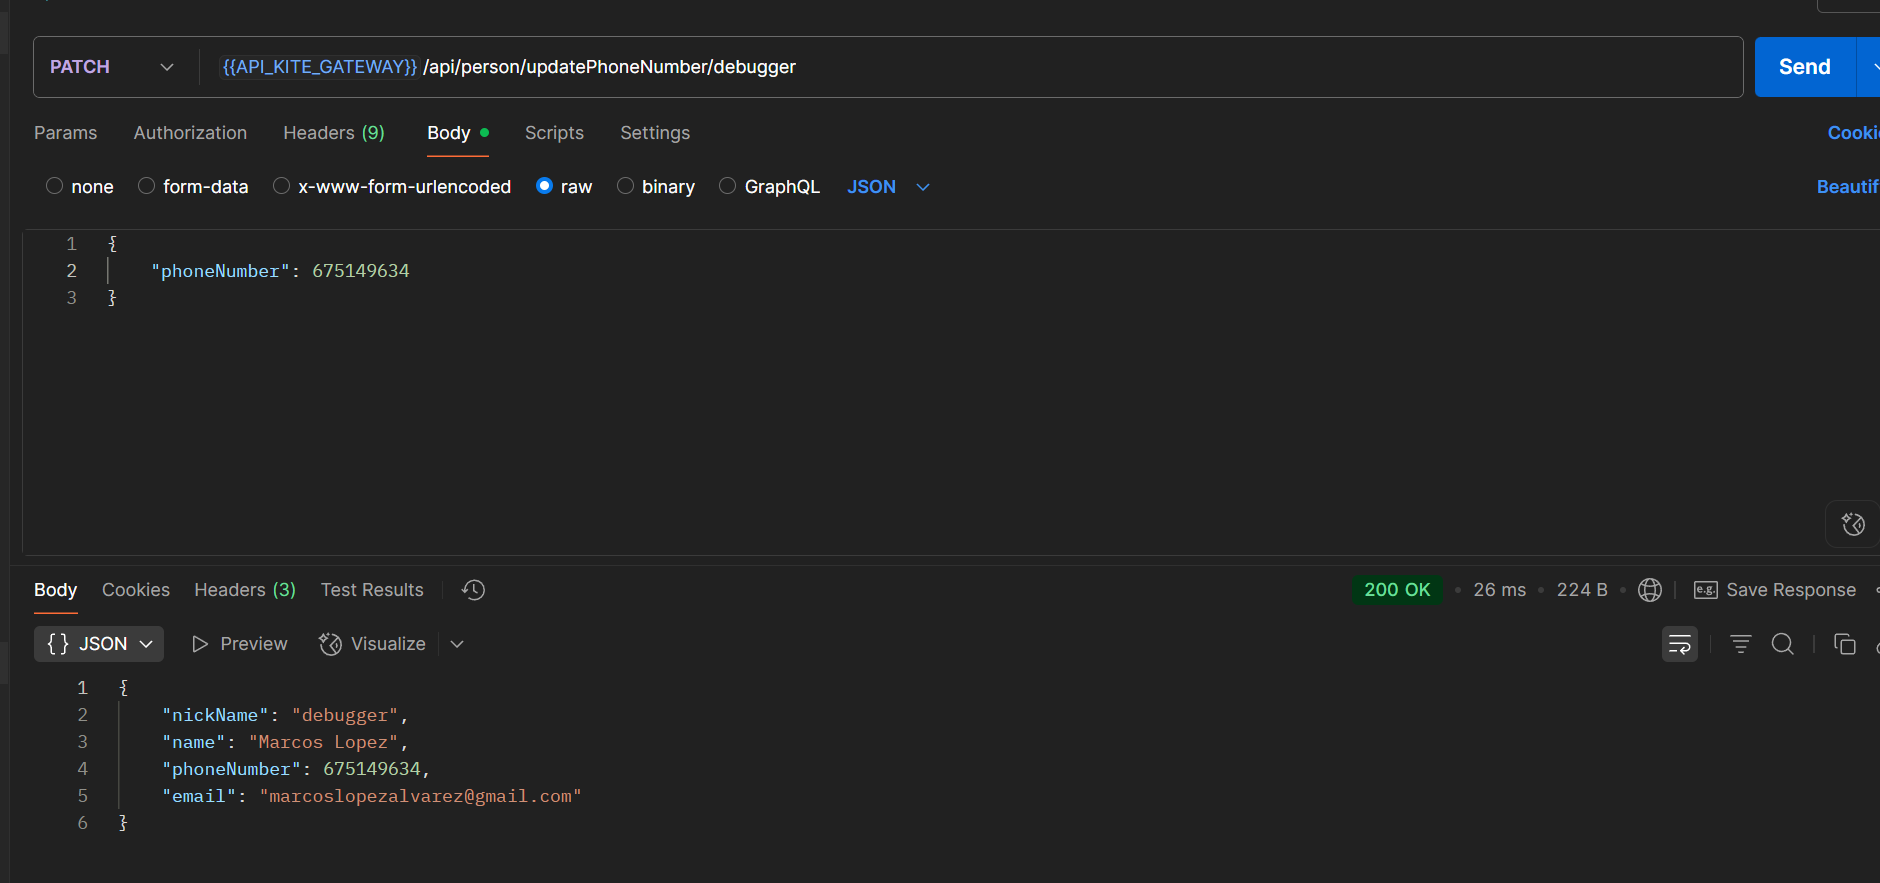 PATCH {{API_KITE_GATEWAY}} /api/person/updatePhoneNumber/debugger Send
Params Authorization Headers (9) Body Scripts Settings Cooki
none form-data x-www-form-urlencoded raw binary GraphQL JSON Beautif
1 {
2 "phoneNumber": 675149634
3 }
Body Cookies Headers (3) Test Results 200 OK • 26 ms • 224 B • e.g. Save Response
{} JSON Preview Visualize
1 {
2 "nickName": "debugger",
3 "name": "Marcos Lopez",
4 "phoneNumber": 675149634,
5 "email": "marcoslopezalvarez@gmail.com"
6 }